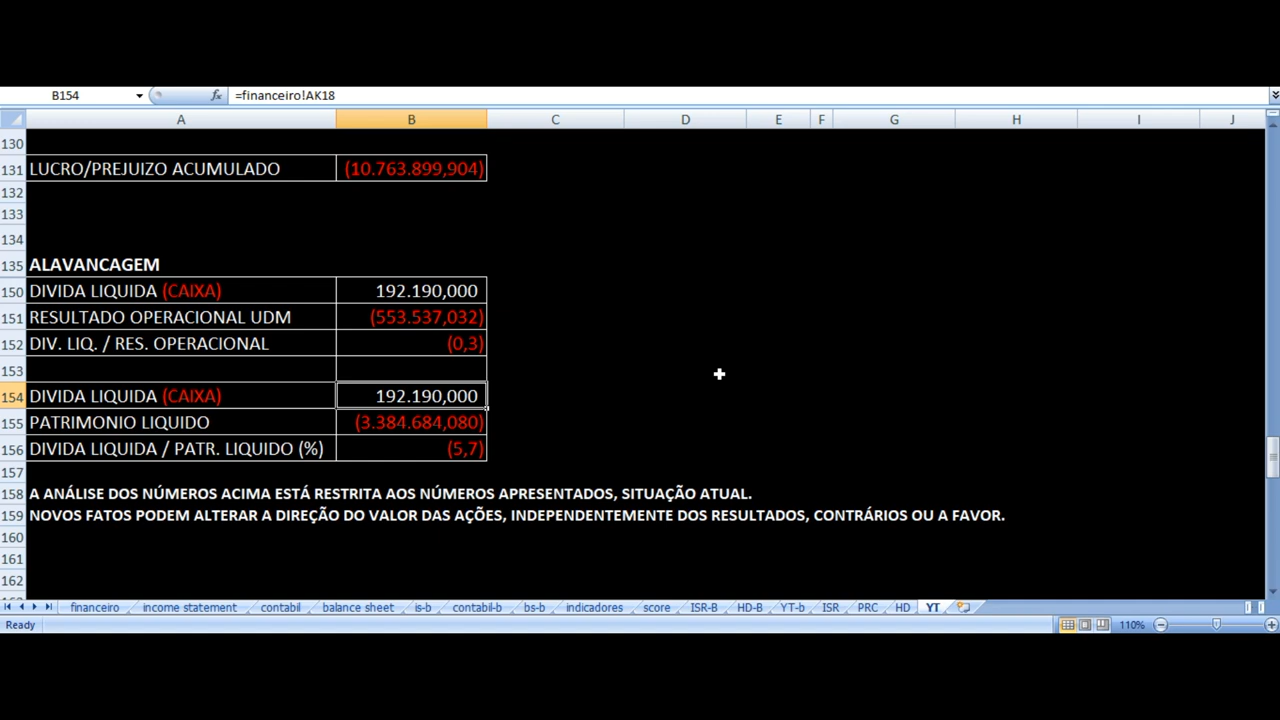 B154 fx =financeiro!AK18
A B C D E F G H I J
130
131 LUCRO/PREJUIZO ACUMULADO (10.763.899,904)
132
133
134
135 ALAVANCAGEM
150 DIVIDA LIQUIDA (CAIXA) 192.190,000
151 RESULTADO OPERACIONAL UDM (553.537,032)
152 DIV. LIQ. / RES. OPERACIONAL (0,3)
153
154 DIVIDA LIQUIDA (CAIXA) 192.190,000
155 PATRIMONIO LIQUIDO (3.384.684,080)
156 DIVIDA LIQUIDA / PATR. LIQUIDO (%) (5,7)
157
158 A ANÁLISE DOS NÚMEROS ACIMA ESTÁ RESTRITA AOS NÚMEROS APRESENTADOS, SITUAÇÃO ATUAL.
159 NOVOS FATOS PODEM ALTERAR A DIREÇÃO DO VALOR DAS AÇÕES, INDEPENDENTEMENTE DOS RESULTADOS, CONTRÁRIOS OU A FAVOR.
160
161
162
financeiro income statement contabil balance sheet is-b contabil-b bs-b indicadores score ISR-B HD-B YT-b ISR PRC HD YT
Ready 110%